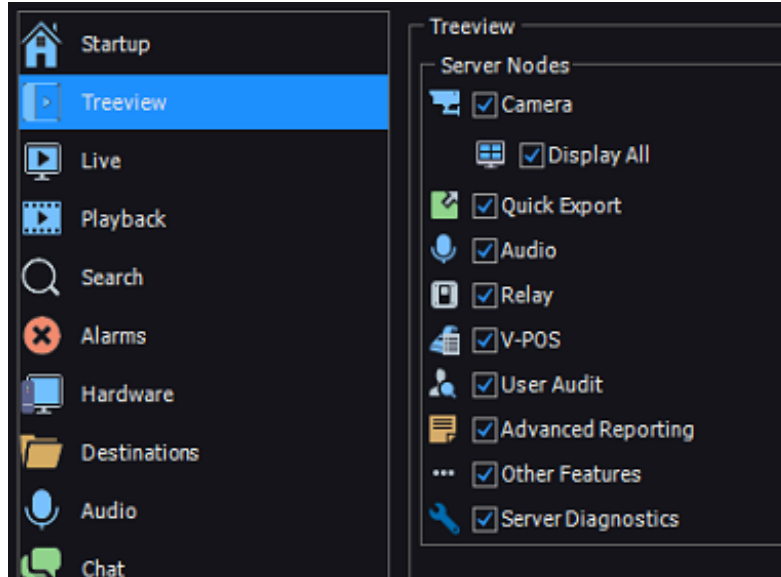 Startup
Treeview
Live
Playback
Search
Alarms
Hardware
Destinations
Audio
Chat
Treeview
Server Nodes
Camera
Display All
Quick Export
Audio
Relay
V-POS
User Audit
Advanced Reporting
Other Features
Server Diagnostics